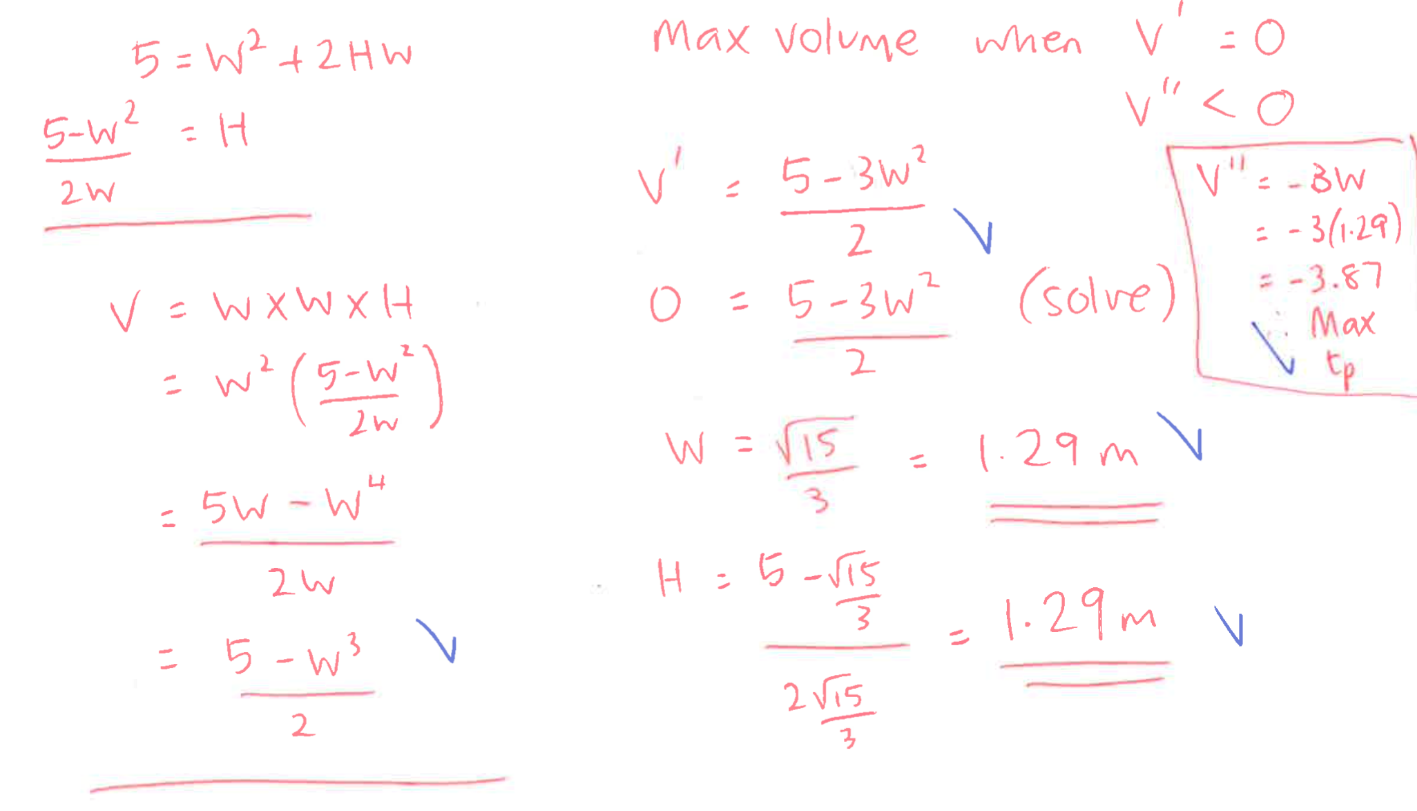 5 = W² + 2HW
(5-W²)/(2W) = H
V = W×W×H
= W²((5-W²)/(2W))
= (5W - W⁴)/(2W)
= (5 - W³)/2
Max volume when V' = 0
V'' < 0
V' = (5-3W²)/2
0 = (5-3W²)/2 (solve)
W = √15/3 = 1.29 m
H = (5 - √15/3)/(2√15/3) = 1.29 m
V'' = -3W
= -3(1.29)
= -3.87
∴ Max
tp